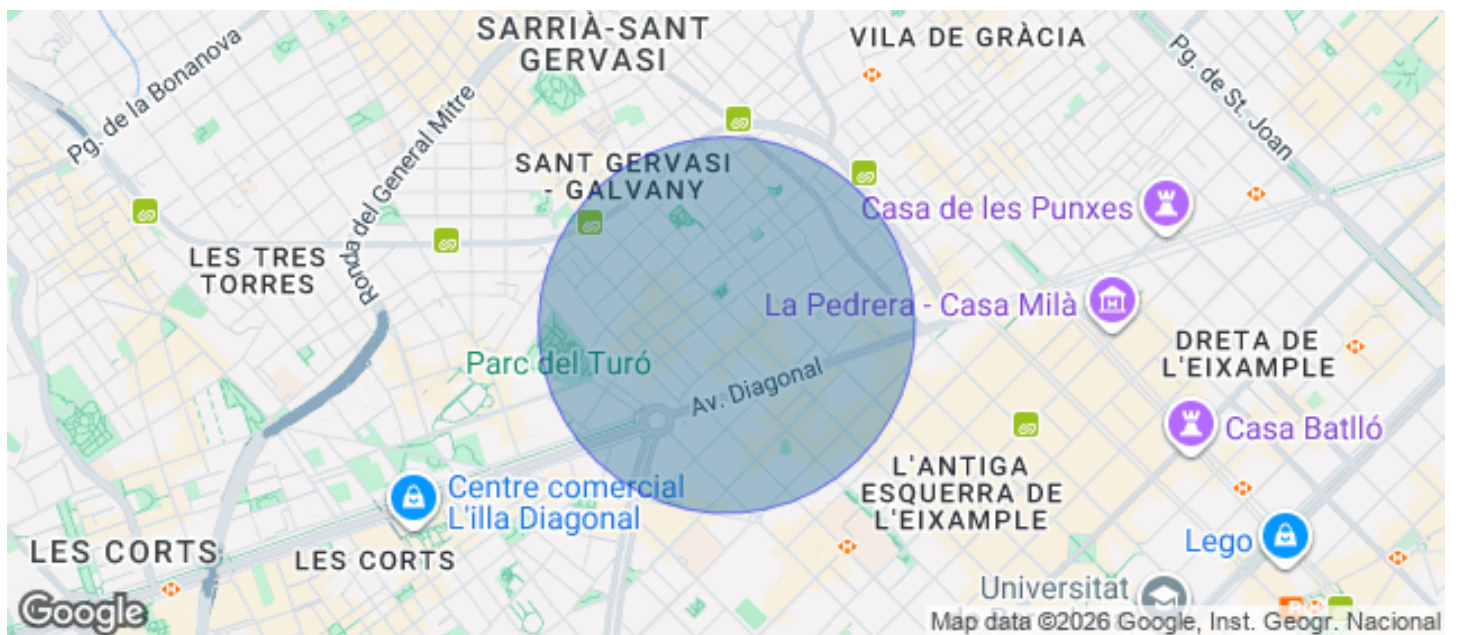 SARRIÀ-SANT
GERVASI
VILA DE GRÀCIA
Pg. de la Bonanova
Pg. de St. Joan
Ronda del General Mitre
SANT GERVASI
- GALVANY
Casa de les Punxes
LES TRES
TORRES
La Pedrera - Casa Milà
Parc del Turó
DRETA DE
L'EIXAMPLE
Av. Diagonal
Casa Batlló
L'ANTIGA
ESQUERRA DE
L'EIXAMPLE
Centre comercial
L'illa Diagonal
LES CORTS
LES CORTS
Lego
Universitat
Google
Map data ©2026 Google, Inst. Geogr. Nacional